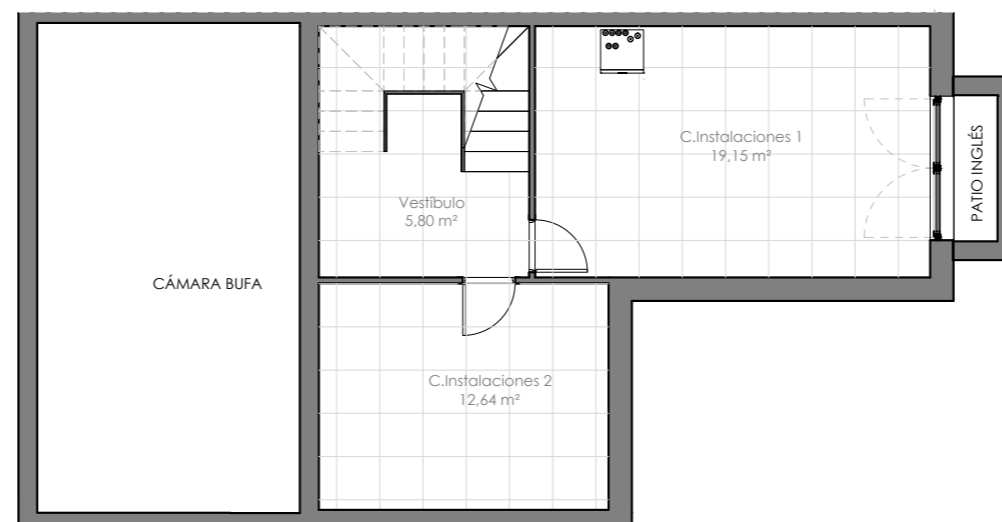 C.Instalaciones 1
19,15 m²
PATIO INGLÉS
Vestíbulo
5,80 m²
CÁMARA BUFA
C.Instalaciones 2
12,64 m²